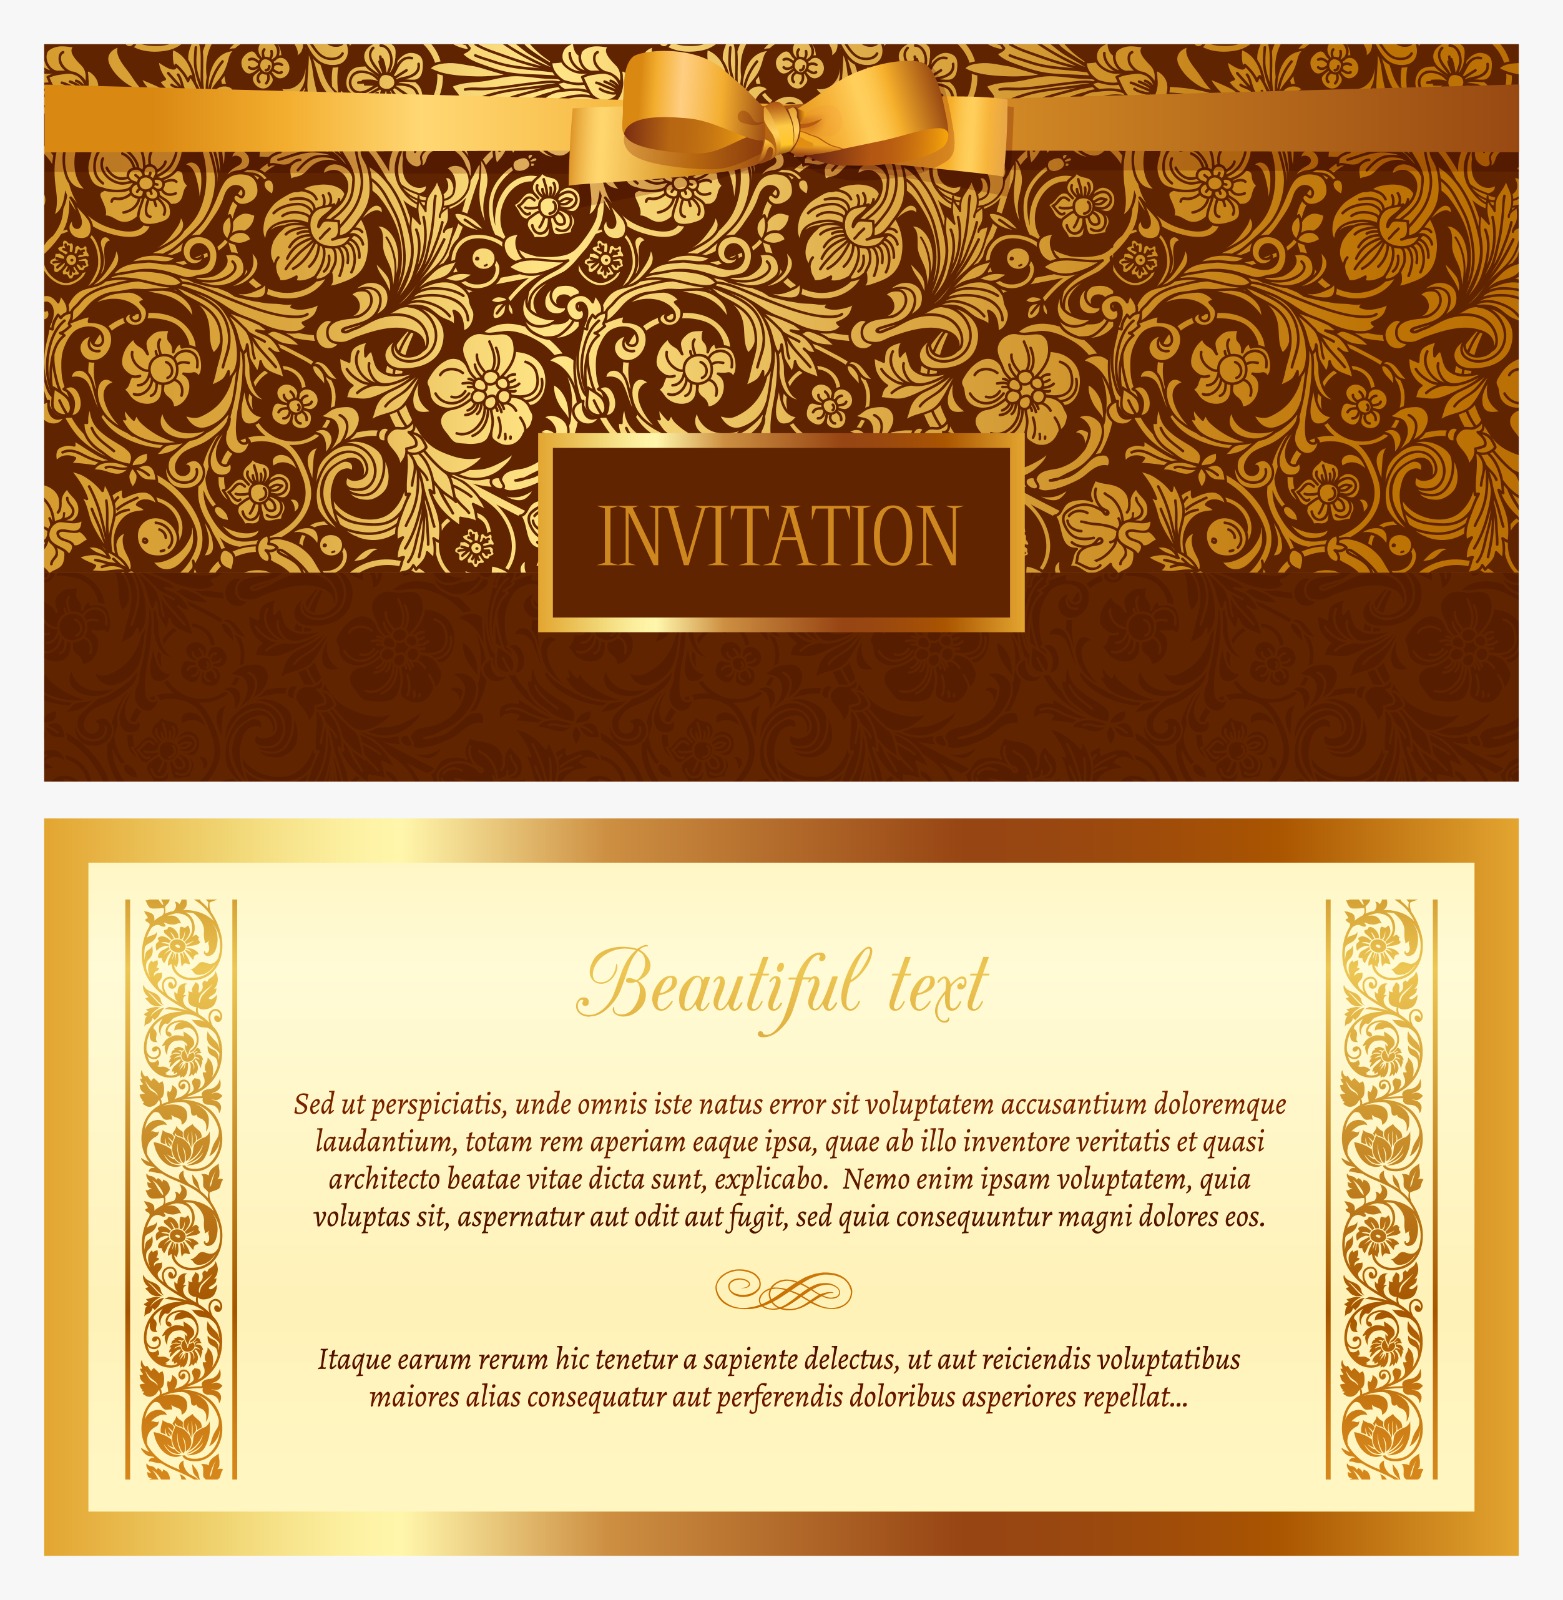 INVITATION
Beautiful text
Sed ut perspiciatis, unde omnis iste natus error sit voluptatem accusantium doloremque
laudantium, totam rem aperiam eaque ipsa, quae ab illo inventore veritatis et quasi
architecto beatae vitae dicta sunt, explicabo.  Nemo enim ipsam voluptatem, quia
voluptas sit, aspernatur aut odit aut fugit, sed quia consequuntur magni dolores eos.
Itaque earum rerum hic tenetur a sapiente delectus, ut aut reiciendis voluptatibus
maiores alias consequatur aut perferendis doloribus asperiores repellat...